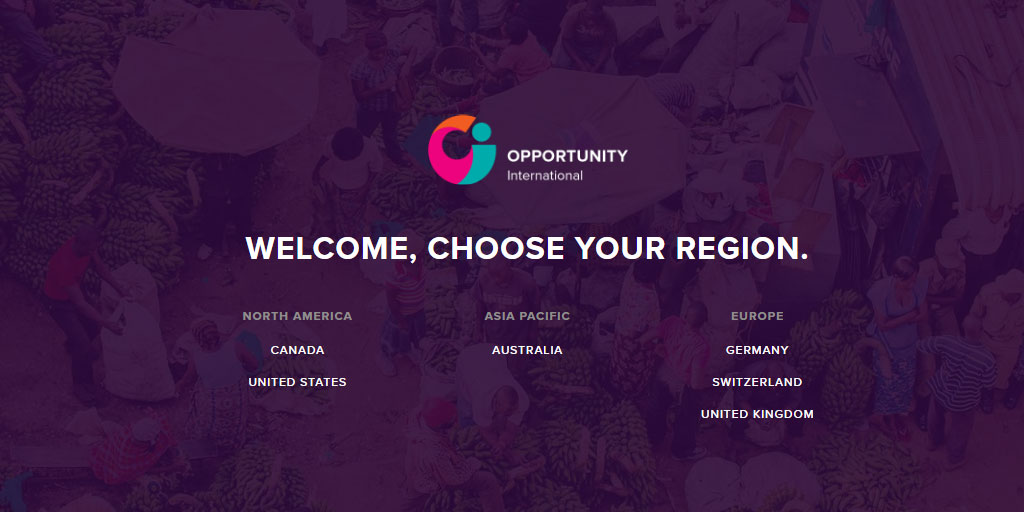 OPPORTUNITY
International
WELCOME, CHOOSE YOUR REGION.
NORTH AMERICA
CANADA
UNITED STATES
ASIA PACIFIC
AUSTRALIA
EUROPE
GERMANY
SWITZERLAND
UNITED KINGDOM